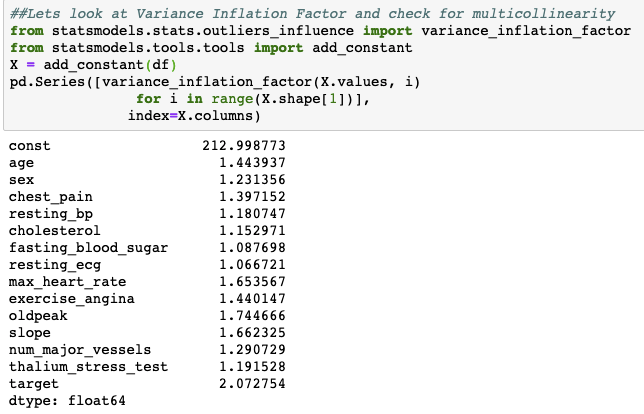 ##Lets look at Variance Inflation Factor and check for multicollinearity
from statsmodels.stats.outliers_influence import variance_inflation_factor
from statsmodels.tools.tools import add_constant
X = add_constant(df)
pd.Series([variance_inflation_factor(X.values, i)
               for i in range(X.shape[1])],
              index=X.columns)
const                  212.998773
age                      1.443937
sex                      1.231356
chest_pain               1.397152
resting_bp               1.180747
cholesterol              1.152971
fasting_blood_sugar      1.087698
resting_ecg              1.066721
max_heart_rate           1.653567
exercise_angina          1.440147
oldpeak                  1.744666
slope                    1.662325
num_major_vessels        1.290729
thalium_stress_test      1.191528
target                   2.072754
dtype: float64